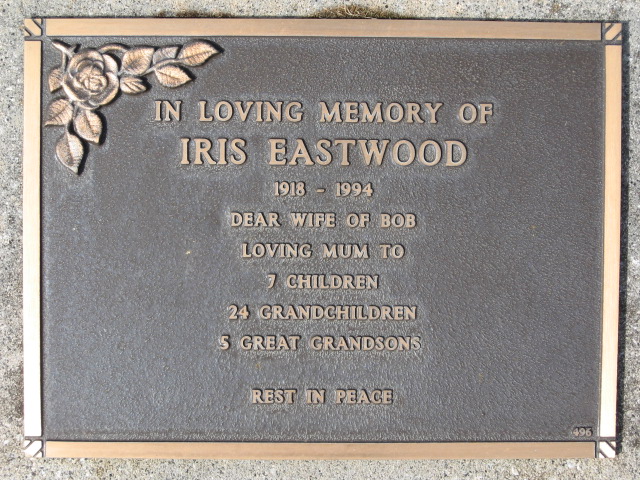 IN LOVING MEMORY OF
IRIS EASTWOOD
1918 - 1994
DEAR WIFE OF BOB
LOVING MUM TO
7 CHILDREN
24 GRANDCHILDREN
5 GREAT GRANDSONS
REST IN PEACE
496